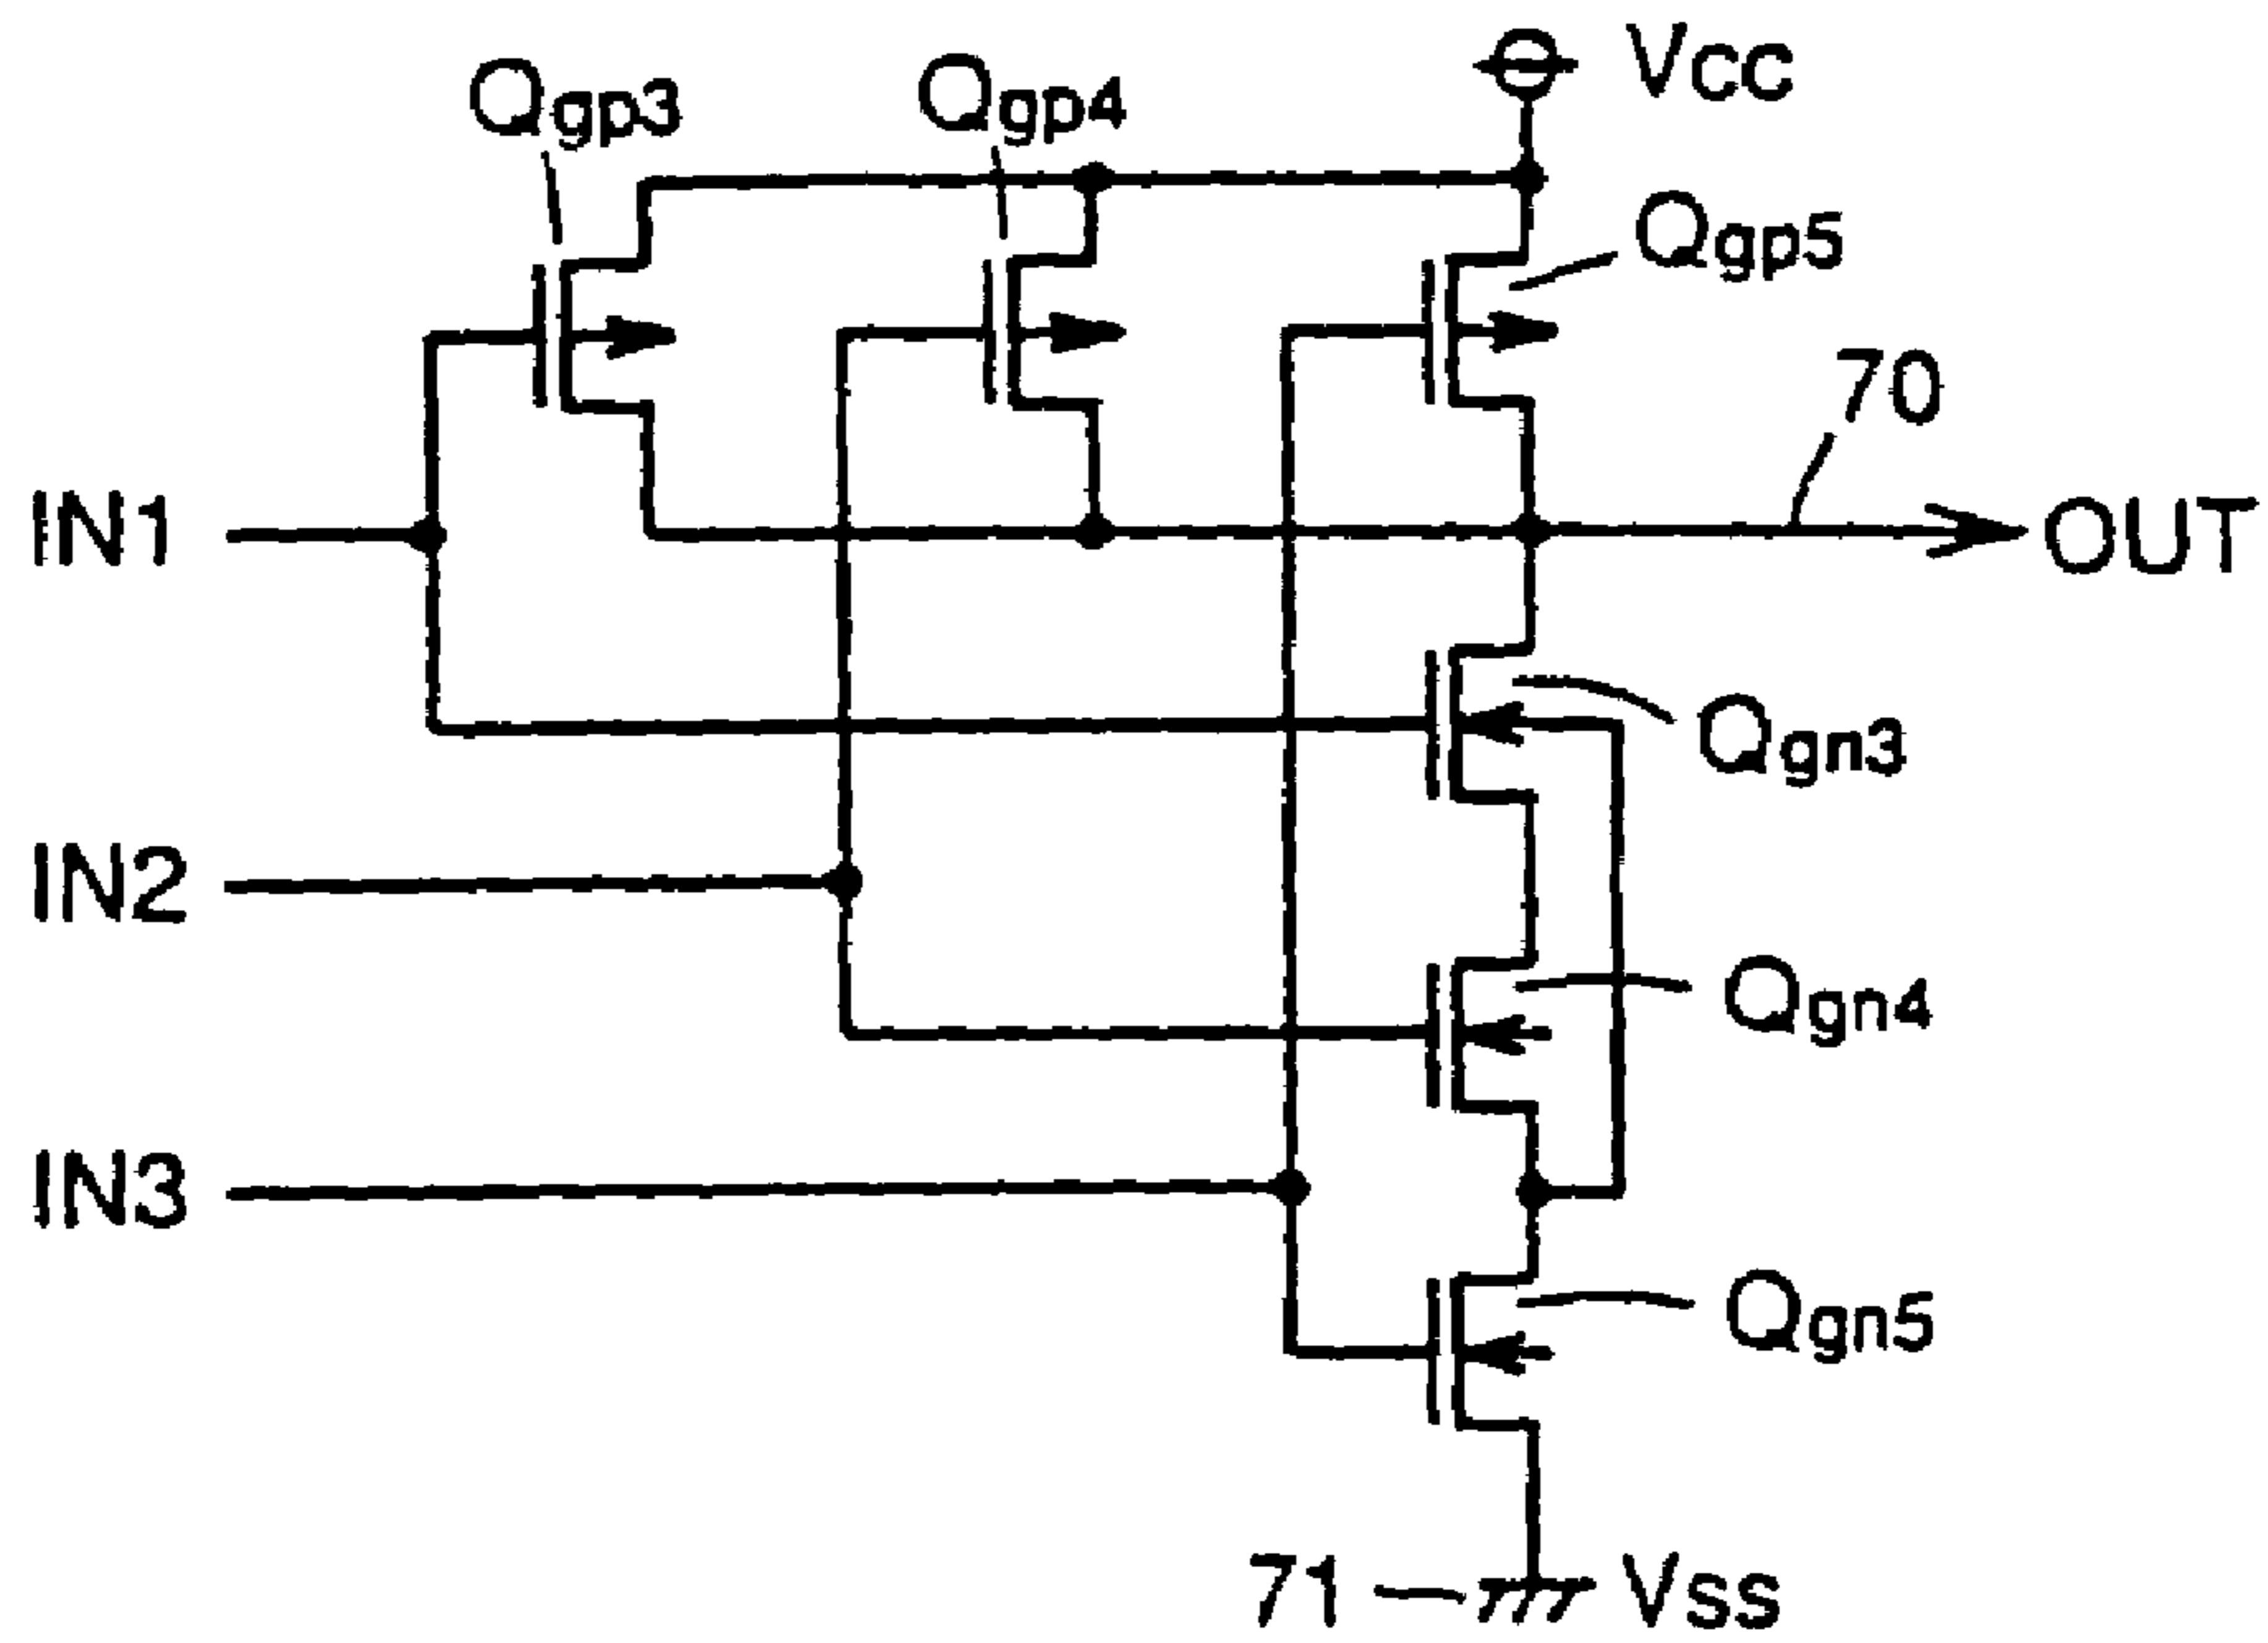 Vcc
Qgp3
Qgp4
Qgp5
70
IN1
OUT
Qgn3
IN2
Qgn4
IN3
Qgn5
71
Vss